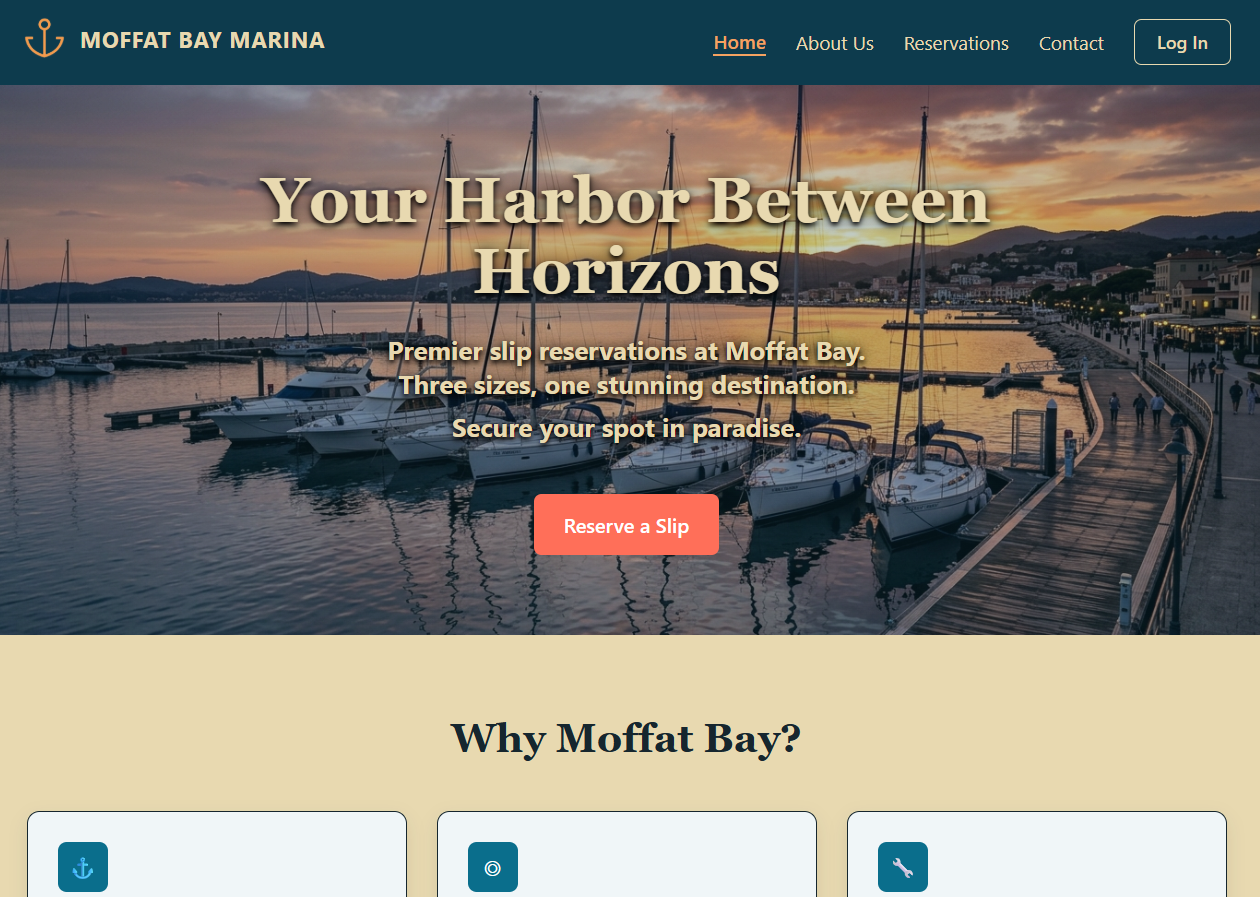 MOFFAT BAY MARINA
Home
About Us
Reservations
Contact
Log In
Your Harbor Between
Horizons
Premier slip reservations at Moffat Bay.
Three sizes, one stunning destination.
Secure your spot in paradise.
Reserve a Slip
Why Moffat Bay?